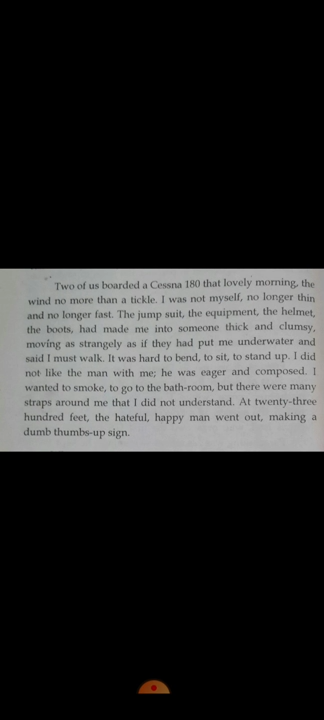 Two of us boarded a Cessna 180 that lovely morning, the
wind no more than a tickle. I was not myself, no longer thin
and no longer fast. The jump suit, the equipment, the helmet,
the boots, had made me into someone thick and clumsy,
moving as strangely as if they had put me underwater and
said I must walk. It was hard to bend, to sit, to stand up. I did
not like the man with me; he was eager and composed. I
wanted to smoke, to go to the bath-room, but there were many
straps around me that I did not understand. At twenty-three
hundred feet, the hateful, happy man went out, making a
dumb thumbs-up sign.